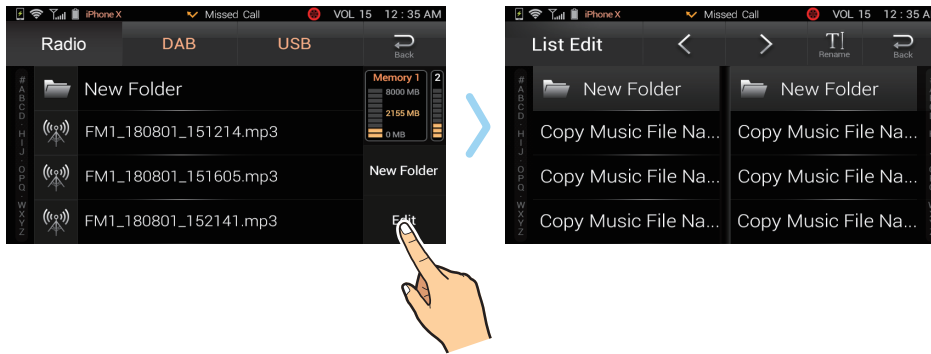 iPhone X Missed Call VOL 15 12 : 35 AM
Radio DAB USB Back
# A B C D · H I J · O P Q · W X Y Z
New Folder
FM1_180801_151214.mp3
FM1_180801_151605.mp3
FM1_180801_152141.mp3
Memory 1 2
8000 MB
2155 MB
0 MB
New Folder
Edit
iPhone X Missed Call VOL 15 12 : 35 A
List Edit < > T Rename Back
# A B C D · H I J · O P Q · W X Y Z
New Folder New Folder
Copy Music File Na... Copy Music File Na...
Copy Music File Na... Copy Music File Na...
Copy Music File Na... Copy Music File Na...